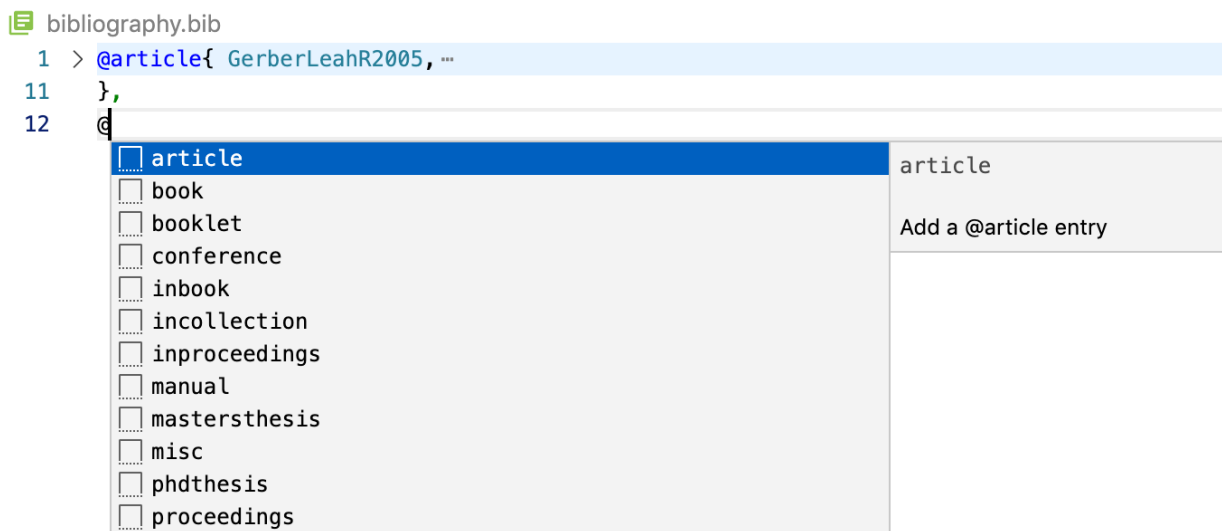 bibliography.bib
1 > @article{ GerberLeahR2005,⋯
11 },
12 @
article
book
booklet
conference
inbook
incollection
inproceedings
manual
mastersthesis
misc
phdthesis
proceedings
article
Add a @article entry